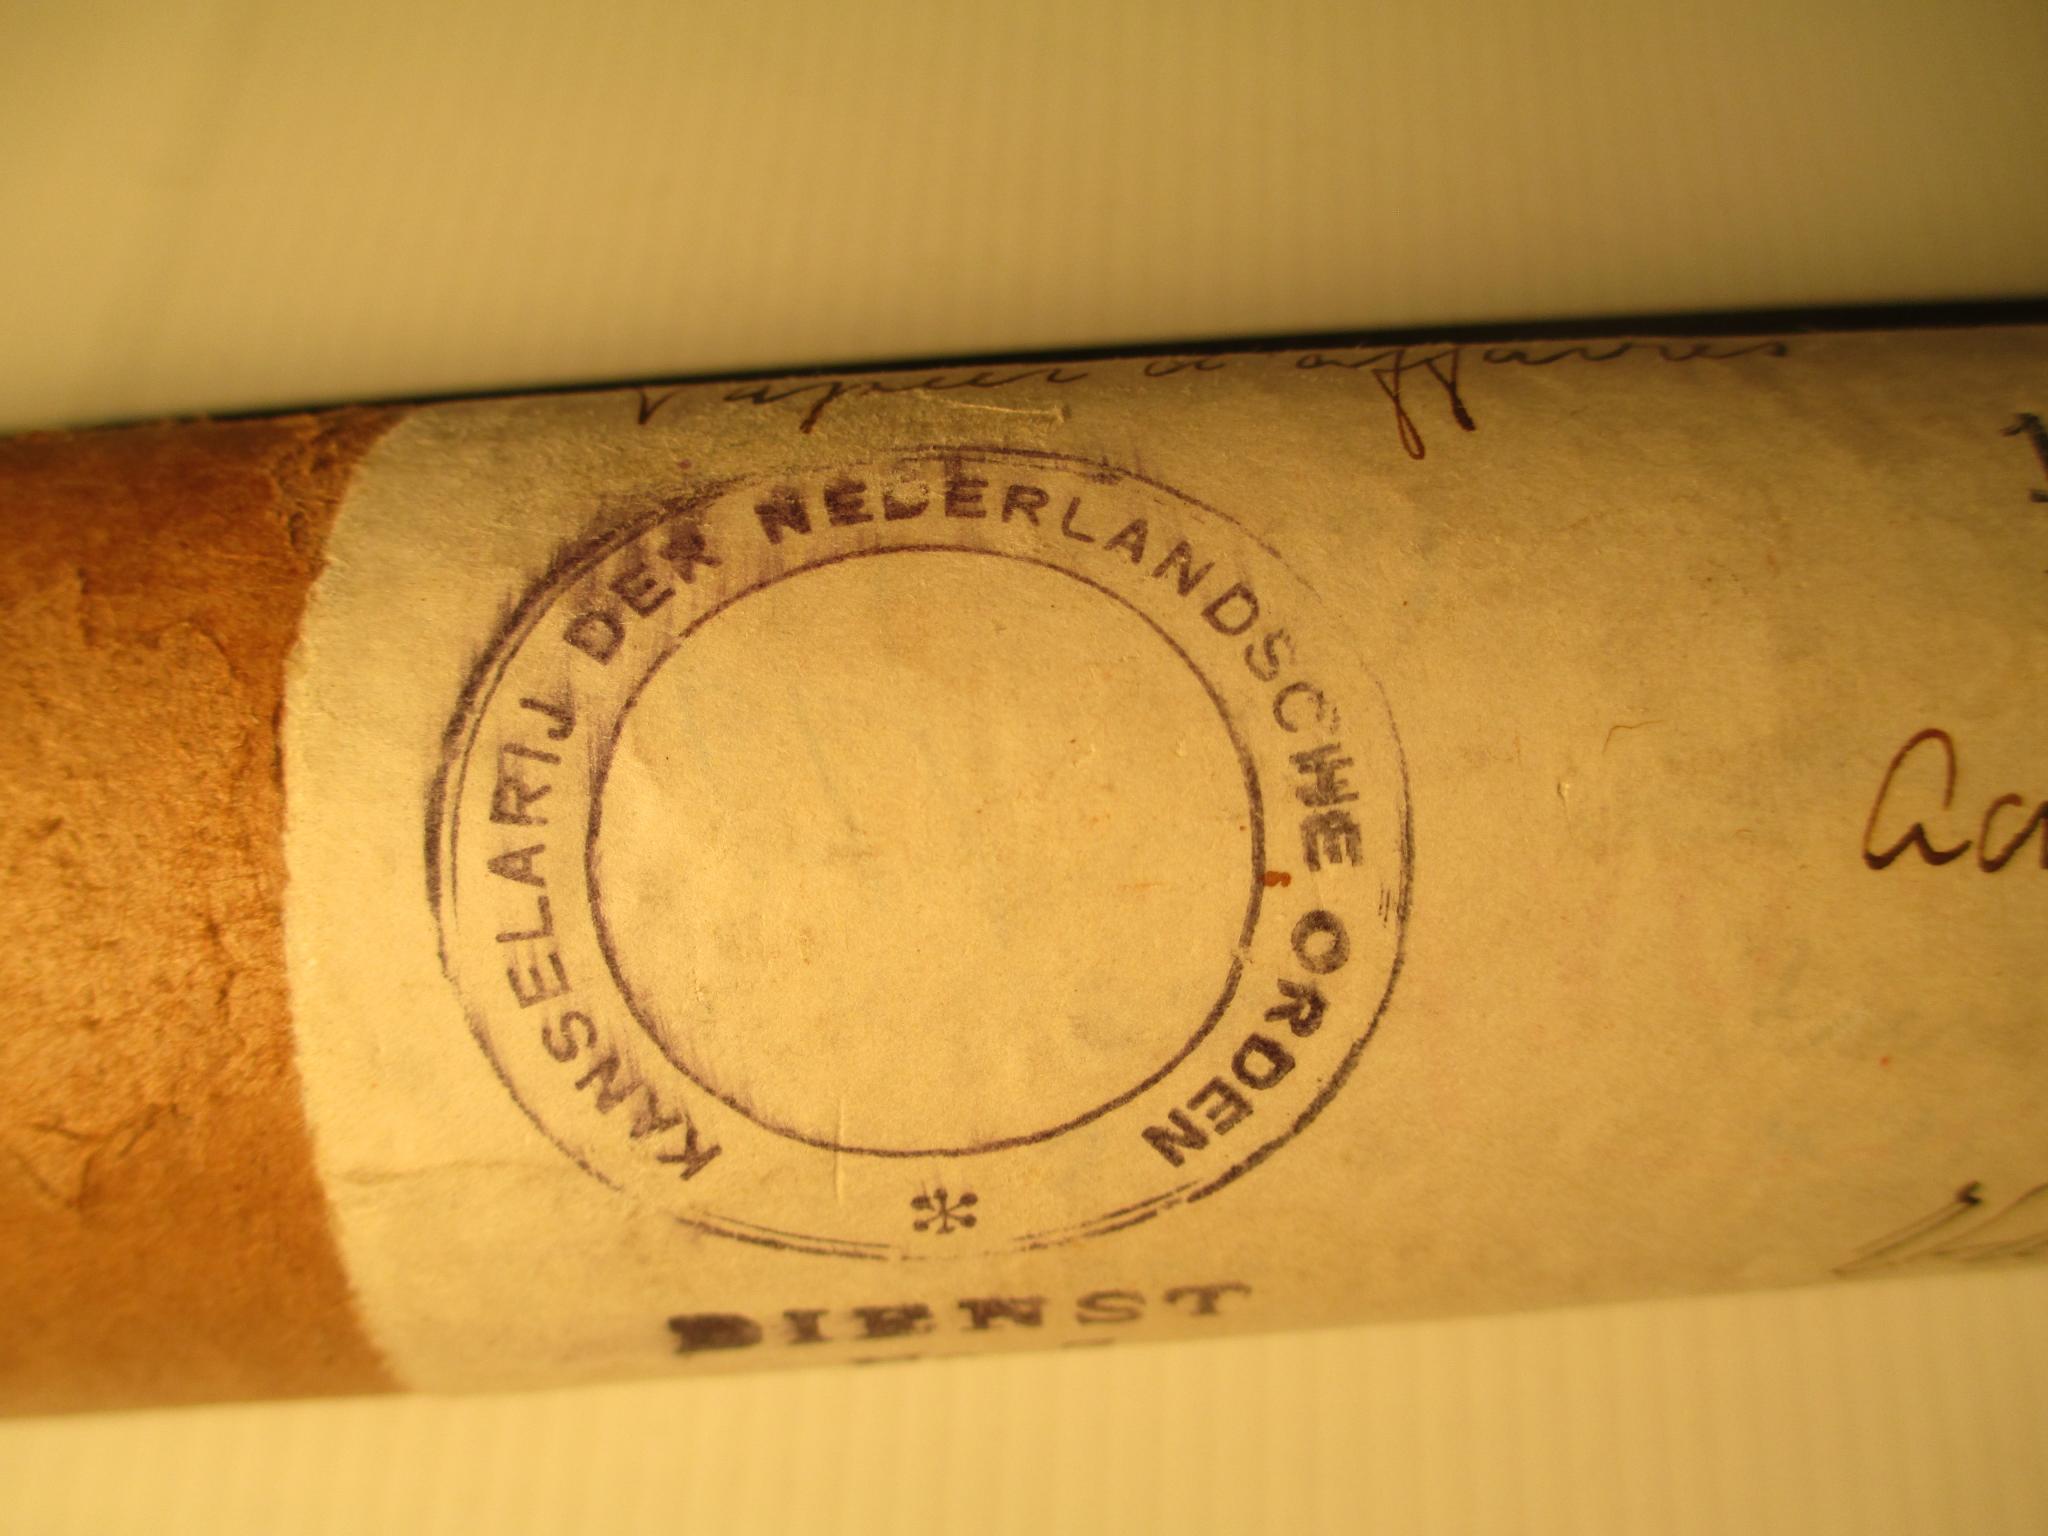 Papier d'affaires
KANSELARIJ DER NEDERLANDSCHE ORDEN
*
DIENST